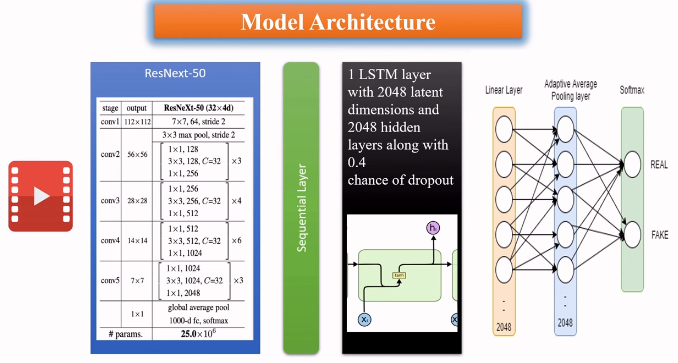 Model Architecture
ResNext-50
stage output ResNeXt-50 (32×4d)
conv1 112×112 7×7, 64, stride 2
3×3 max pool, stride 2
conv2 56×56
1×1, 128
3×3, 128, C=32
1×1, 256
×3
conv3 28×28
1×1, 256
3×3, 256, C=32
1×1, 512
×4
conv4 14×14
1×1, 512
3×3, 512, C=32
1×1, 1024
×6
conv5 7×7
1×1, 1024
3×3, 1024, C=32
1×1, 2048
×3
1×1
global average pool
1000-d fc, softmax
# params. 25.0×10⁶
Sequential Layer
1 LSTM layer
with 2048 latent
dimensions and
2048 hidden
layers along with
0.4
chance of dropout
h
tanh
X
X
Linear Layer
Adaptive Average
Pooling layer
Softmax
REAL
FAKE
2048
2048